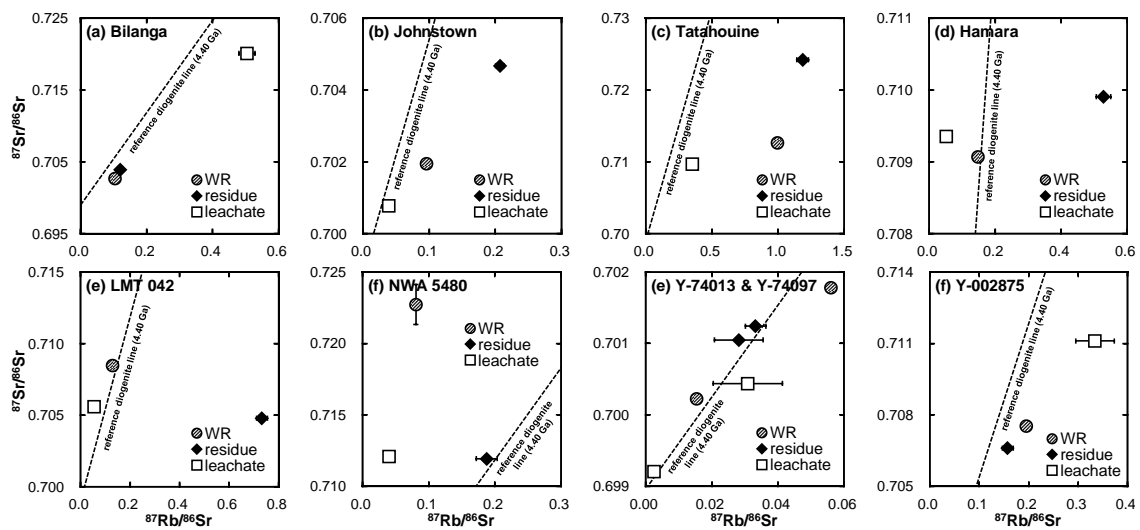 (a) Bilanga
0.725
0.715
0.705
0.695
0.0 0.2 0.4 0.6
reference diogenite line (4.40 Ga)
WR
residue
leachate
87Sr/86Sr
(b) Johnstown
0.706
0.704
0.702
0.700
0.0 0.1 0.2 0.3
reference diogenite line (4.40 Ga)
WR
residue
leachate
(c) Tatahouine
0.73
0.72
0.71
0.70
0.0 0.5 1.0 1.5
reference diogenite line (4.40 Ga)
WR
residue
leachate
(d) Hamara
0.711
0.710
0.709
0.708
0.0 0.2 0.4 0.6
reference diogenite line (4.40 Ga)
WR
residue
leachate
(e) LMT 042
0.715
0.710
0.705
0.700
0.0 0.2 0.4 0.6 0.8
reference diogenite line (4.40 Ga)
WR
residue
leachate
87Sr/86Sr
87Rb/86Sr
(f) NWA 5480
0.725
0.720
0.715
0.710
0.0 0.1 0.2 0.3
WR
residue
leachate
reference diogenite
line (4.40 Ga)
87Rb/86Sr
(e) Y-74013 & Y-74097
0.702
0.701
0.700
0.699
0.00 0.02 0.04 0.06
reference diogenite
line (4.40 Ga)
WR
residue
leachate
87Rb/86Sr
(f) Y-002875
0.714
0.711
0.708
0.705
0.0 0.1 0.2 0.3 0.4
reference diogenite line (4.40 Ga)
WR
residue
leachate
87Rb/86Sr